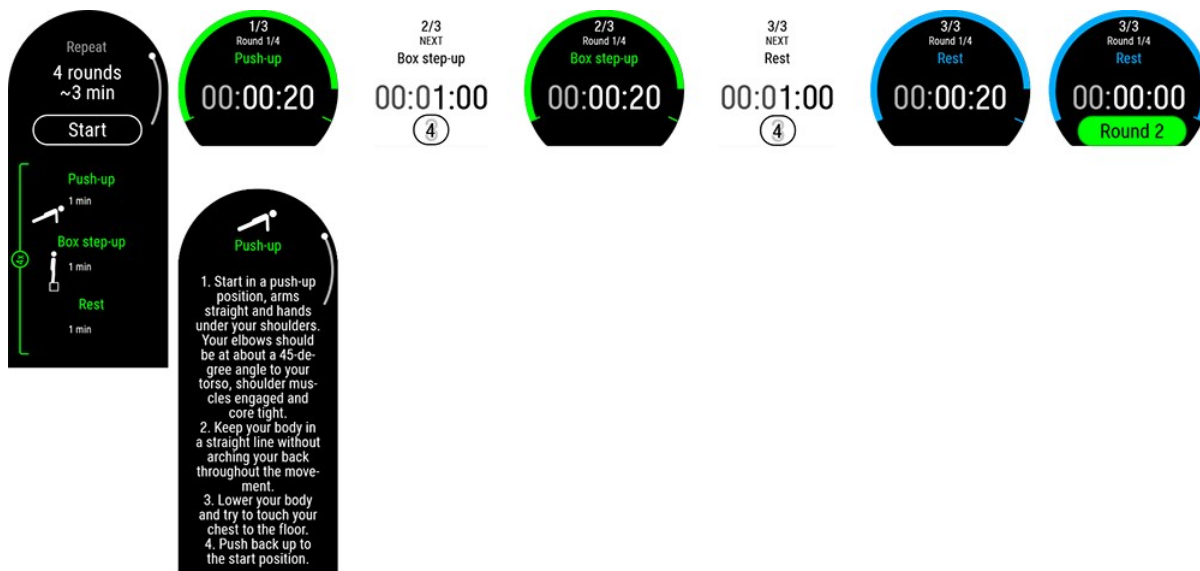 Repeat
4 rounds
~3 min
Start
Push-up
1 min
Box step-up
1 min
Rest
1 min
4x
1/3
Round 1/4
Push-up
00:00:20
2/3
NEXT
Box step-up
00:01:00
4
2/3
Round 1/4
Box step-up
00:00:20
3/3
NEXT
Rest
00:01:00
4
3/3
Round 1/4
Rest
00:00:20
3/3
Round 1/4
Rest
00:00:00
Round 2
Push-up
1. Start in a push-up
position, arms
straight and hands
under your shoulders.
Your elbows should
be at about a 45-de-
gree angle to your
torso, shoulder mus-
cles engaged and
core tight.
2. Keep your body in
a straight line without
arching your back
throughout the move-
ment.
3. Lower your body
and try to touch your
chest to the floor.
4. Push back up to
the start position.